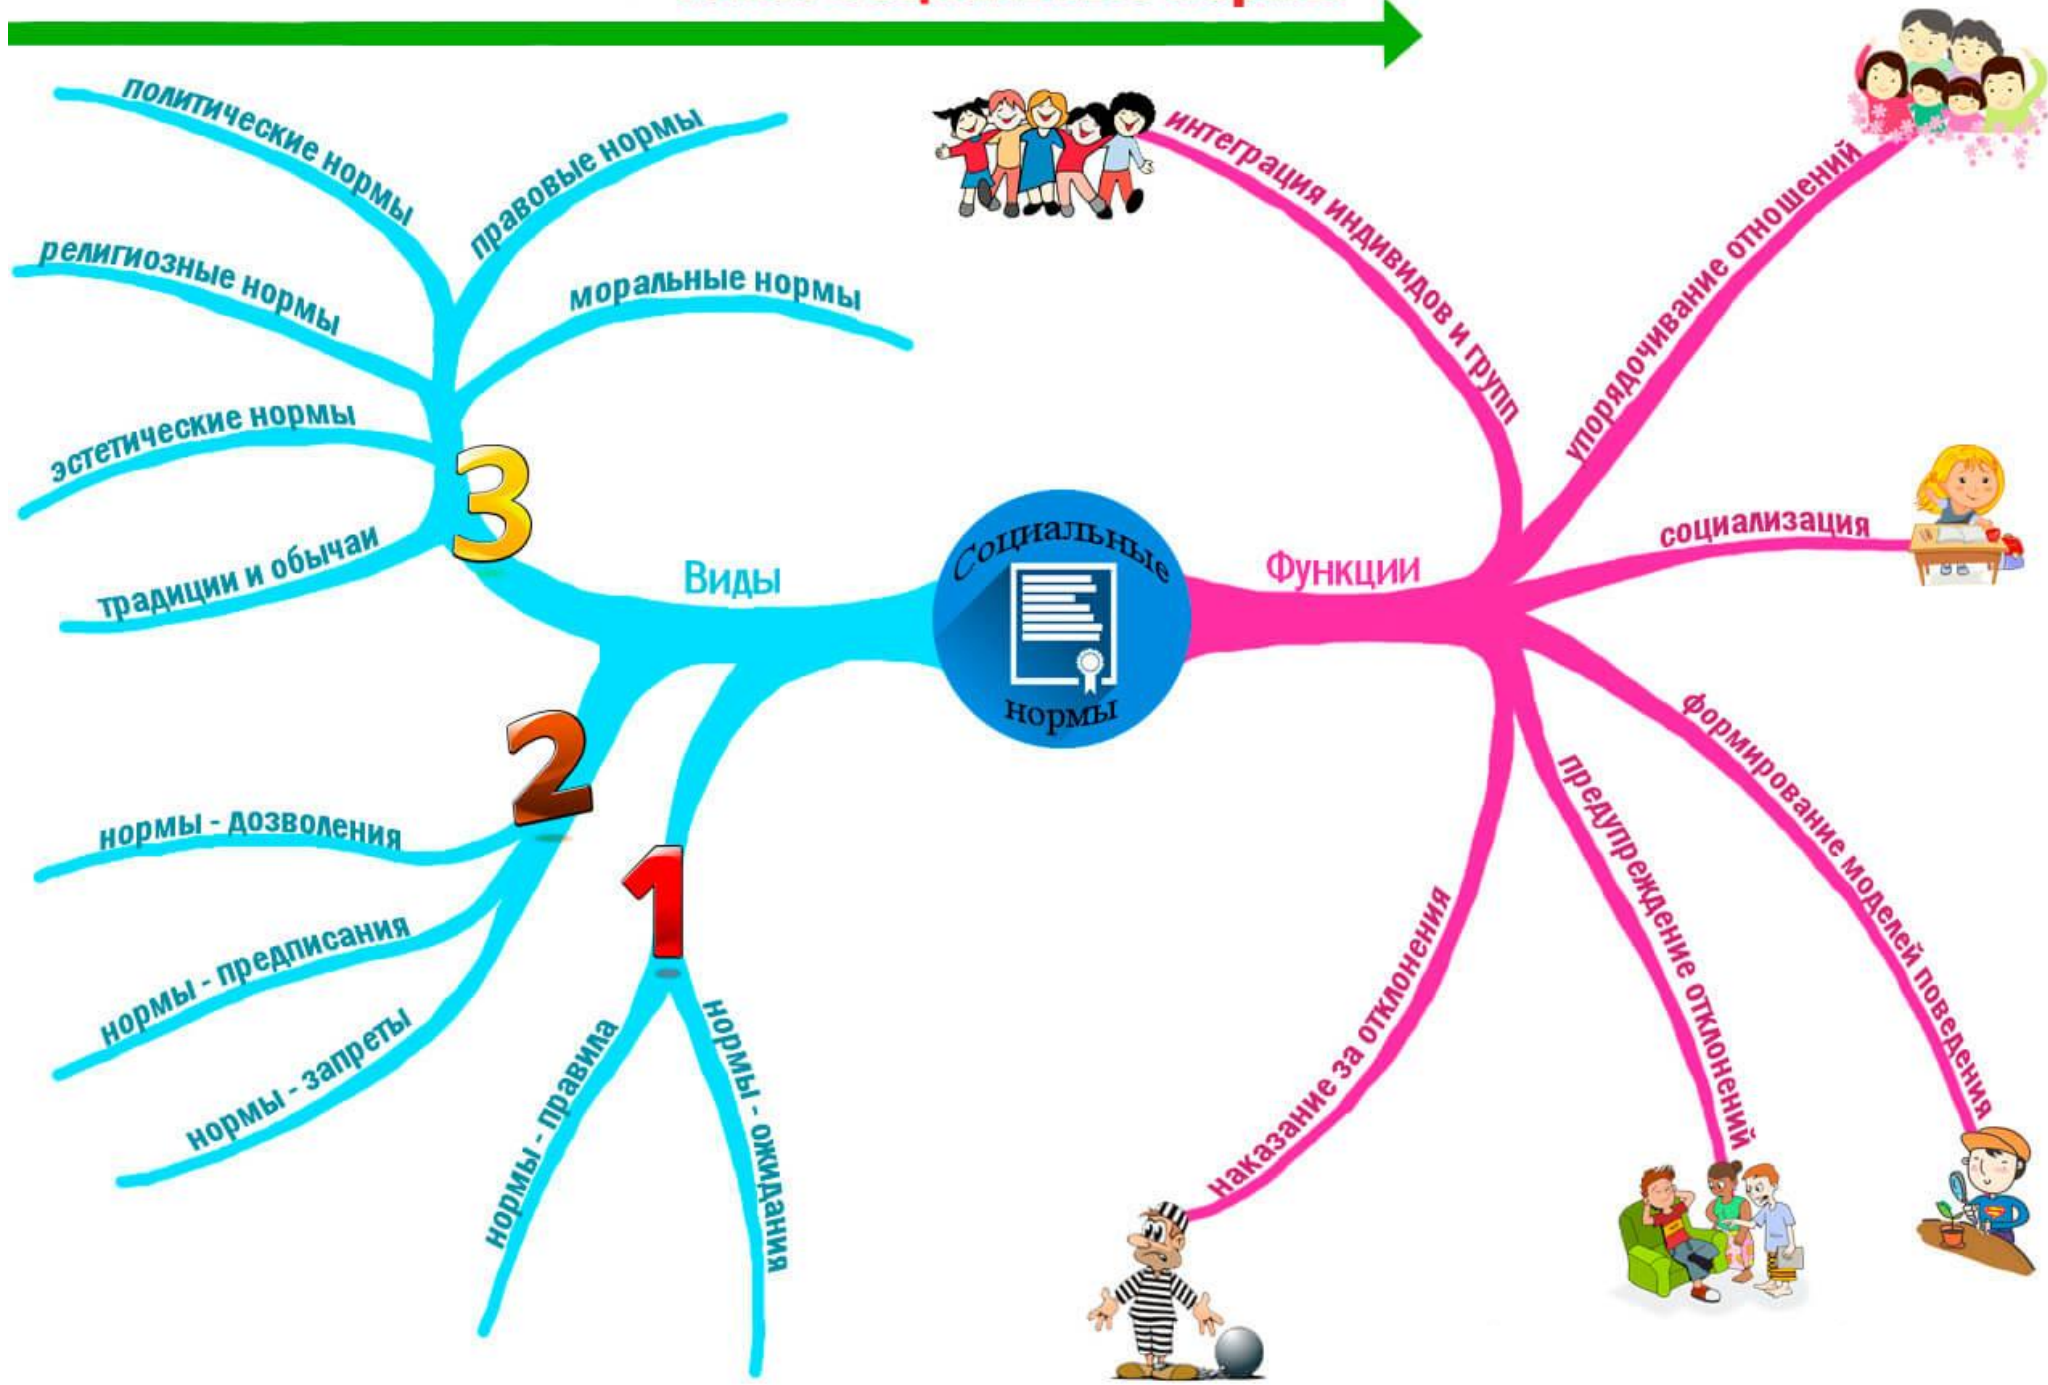 политические нормы
правовые нормы
религиозные нормы
моральные нормы
эстетические нормы
традиции и обычаи
3
Виды
2
нормы - дозволения
нормы - предписания
нормы - запреты
1
нормы - правила
нормы - ожидания
Социальные
нормы
Функции
интеграция индивидов и групп
упорядочивание отношений
социализация
формирование моделей поведения
предупреждение отклонений
наказание за отклонения